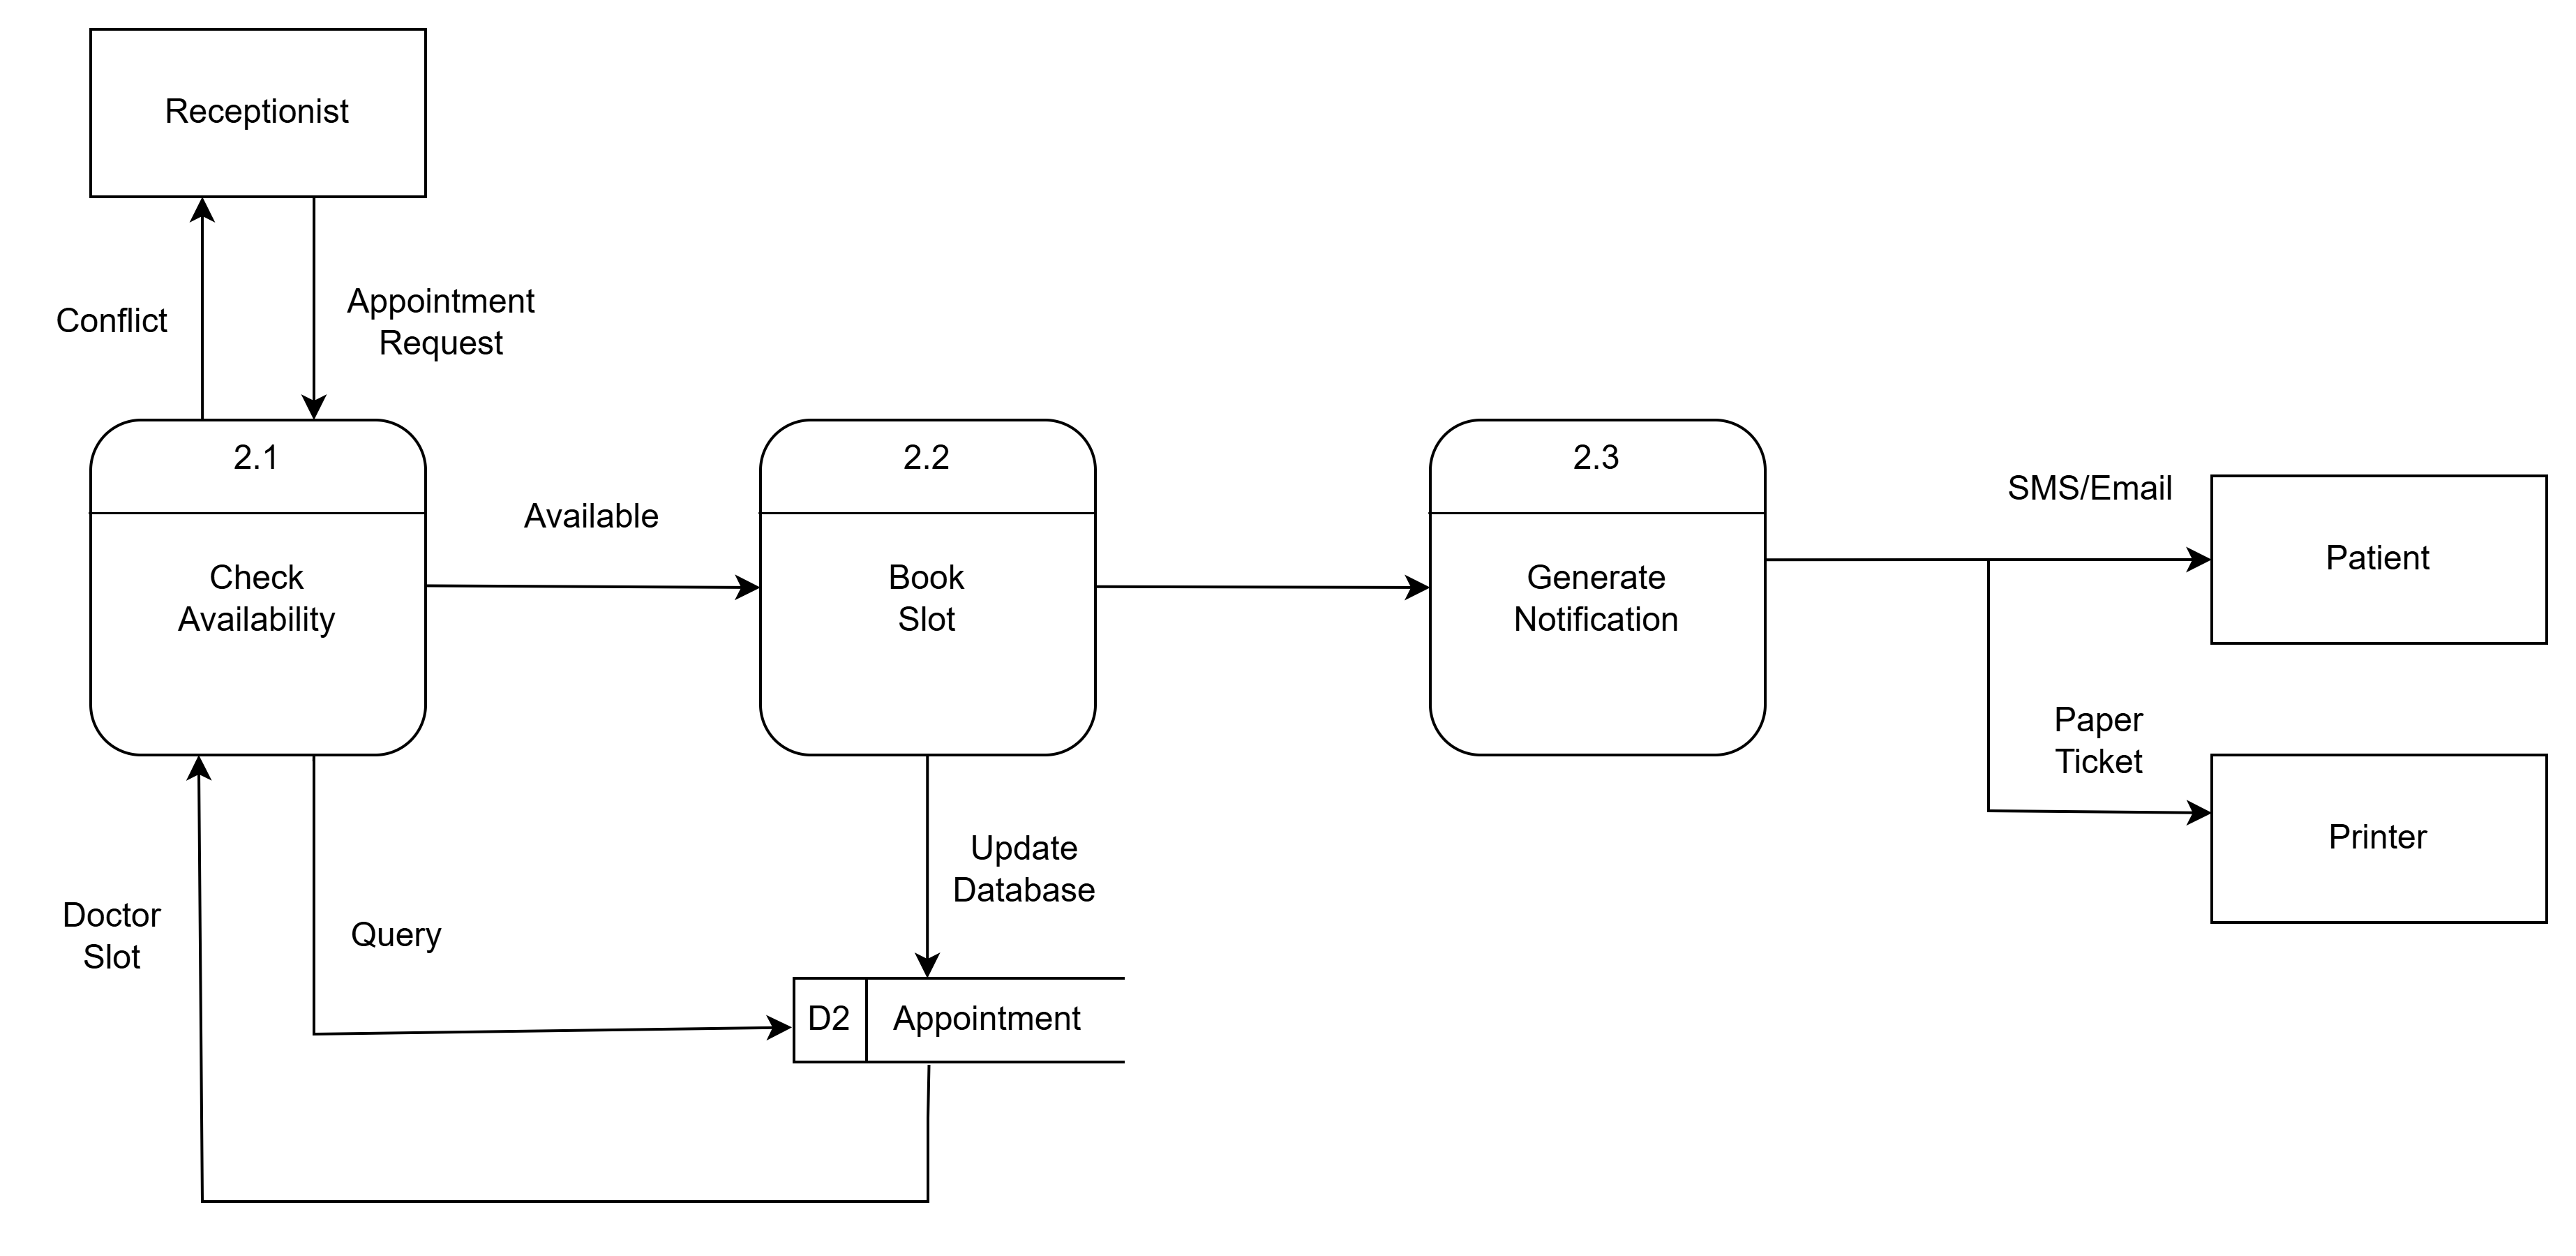 Receptionist
Conflict
Appointment
Request
2.1
Check
Availability
Available
2.2
Book
Slot
2.3
Generate
Notification
SMS/Email
Patient
Paper
Ticket
Printer
Update
Database
Doctor
Slot
Query
D2
Appointment